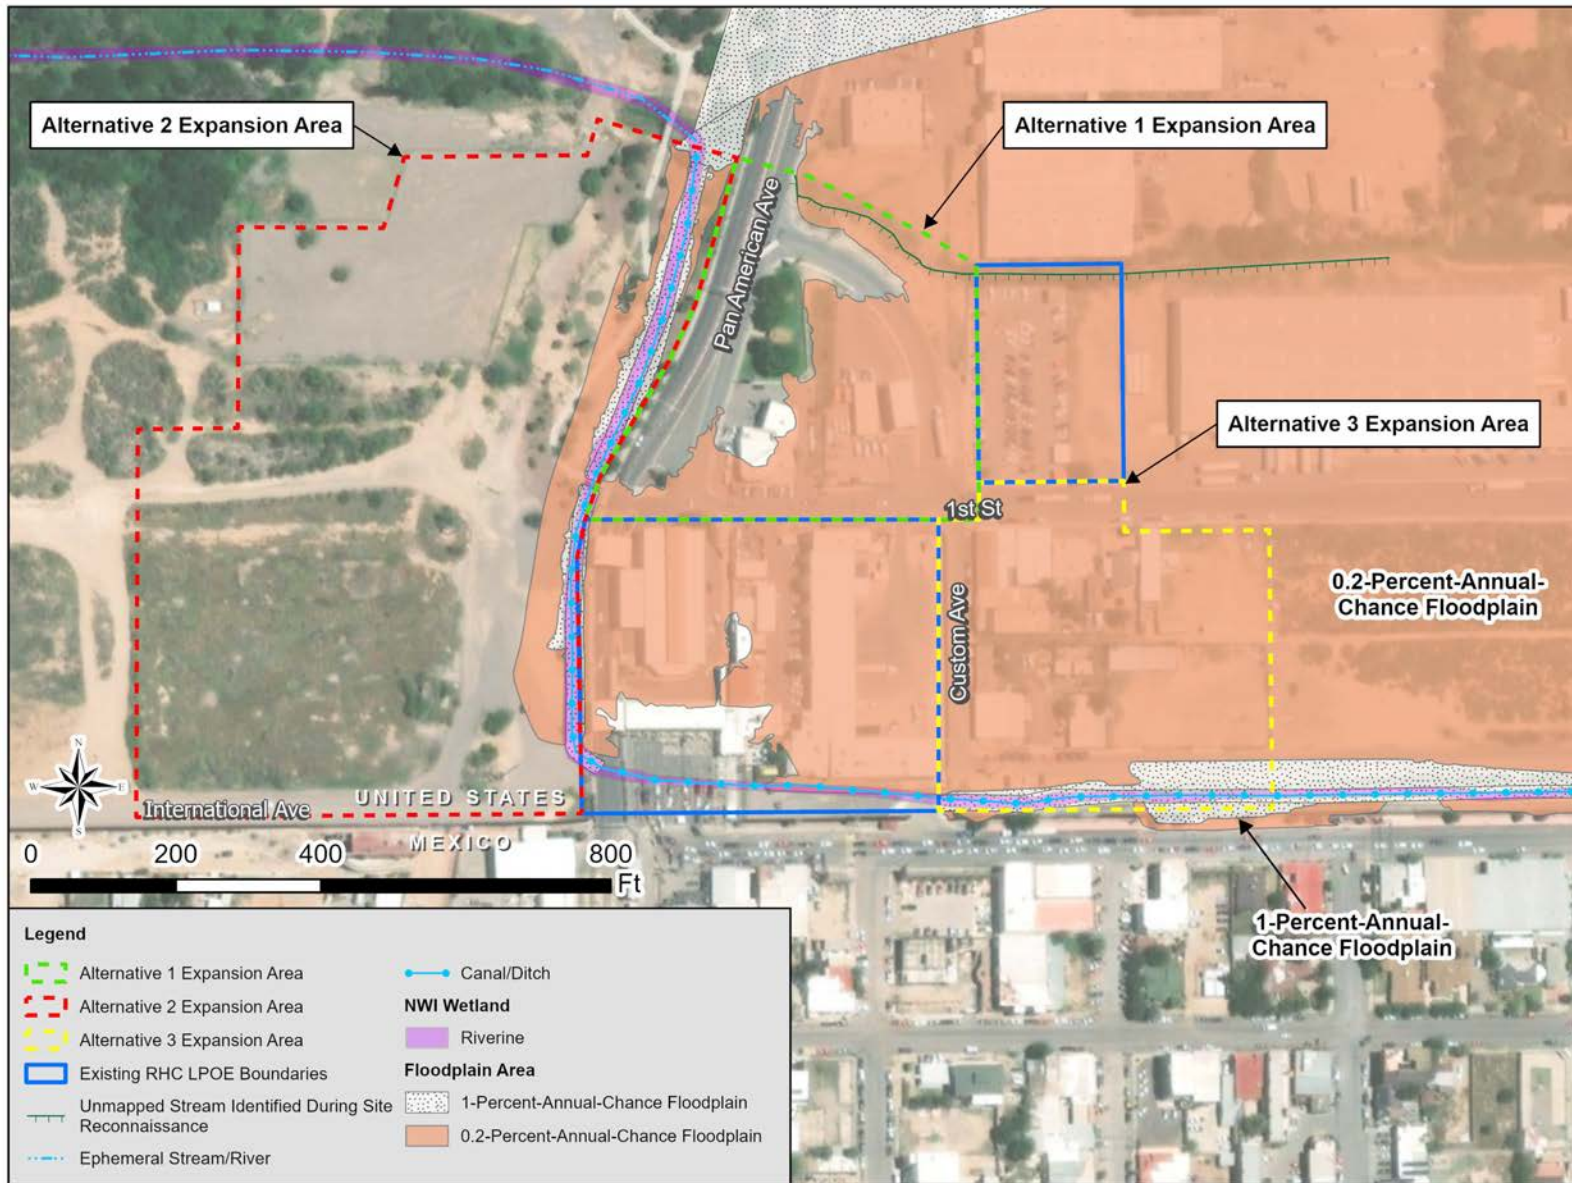 Alternative 2 Expansion Area
Alternative 1 Expansion Area
Pan American Ave
Alternative 3 Expansion Area
1st St
0.2-Percent-Annual-
Chance Floodplain
Custom Ave
N
W
E
S
International Ave
UNITED STATES
MEXICO
0
200
400
800
Ft
1-Percent-Annual-
Chance Floodplain
Legend
Alternative 1 Expansion Area
Alternative 2 Expansion Area
Alternative 3 Expansion Area
Existing RHC LPOE Boundaries
Unmapped Stream Identified During Site
Reconnaissance
Ephemeral Stream/River
Canal/Ditch
NWI Wetland
Riverine
Floodplain Area
1-Percent-Annual-Chance Floodplain
0.2-Percent-Annual-Chance Floodplain